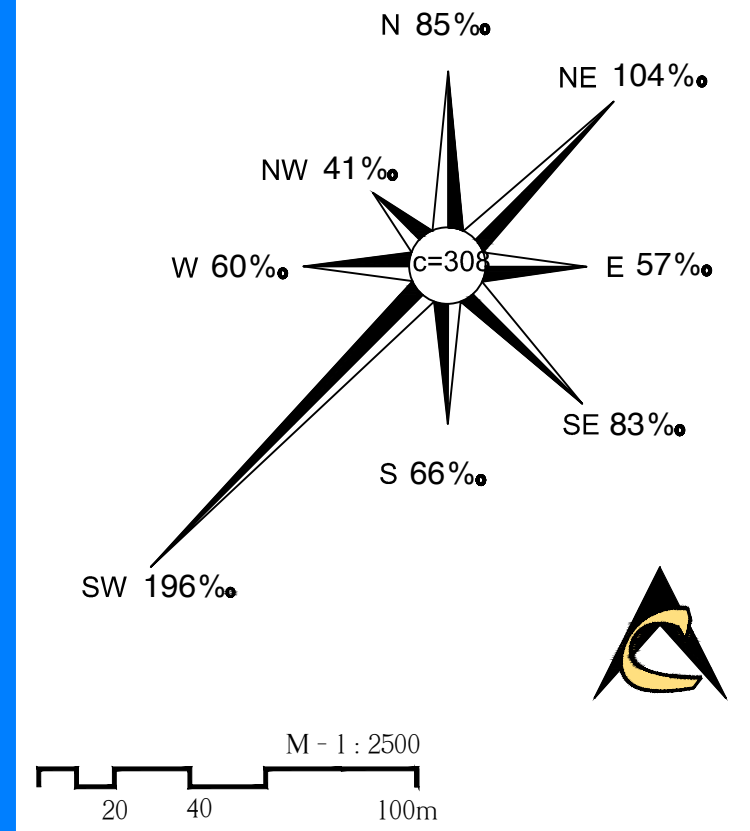 N 85‰
NE 104‰
NW 41‰
c=308
W 60‰
E 57‰
SE 83‰
S 66‰
SW 196‰
M - 1 : 2500
20 40 100m